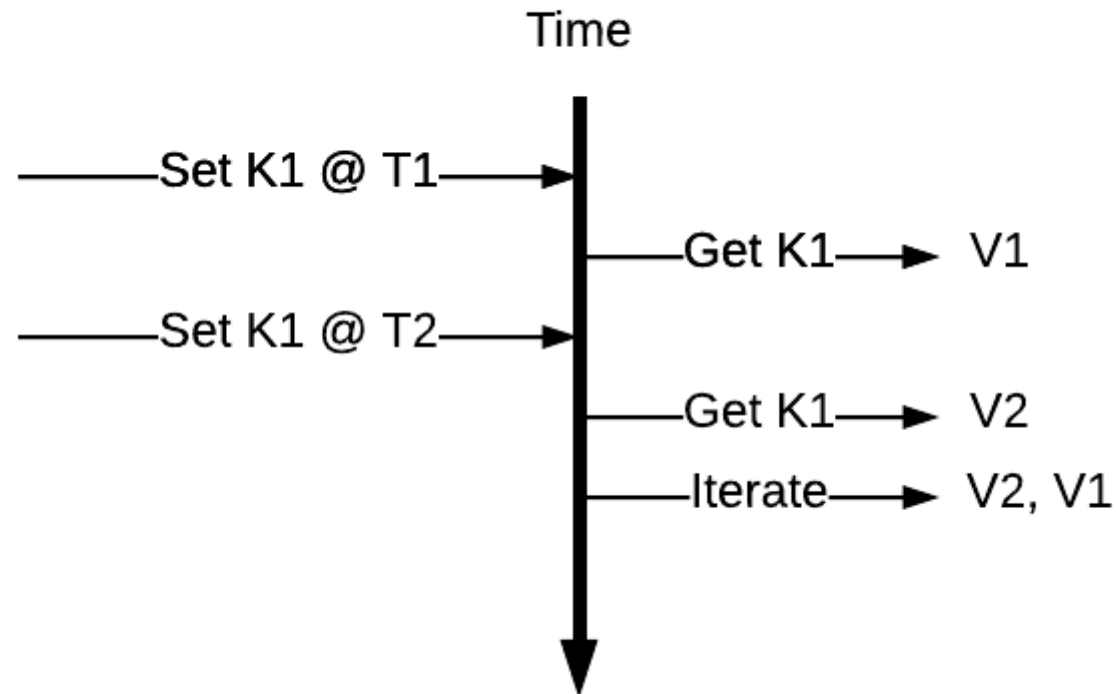 Time
Set K1 @ T1
Get K1 V1
Set K1 @ T2
Get K1 V2
Iterate V2, V1